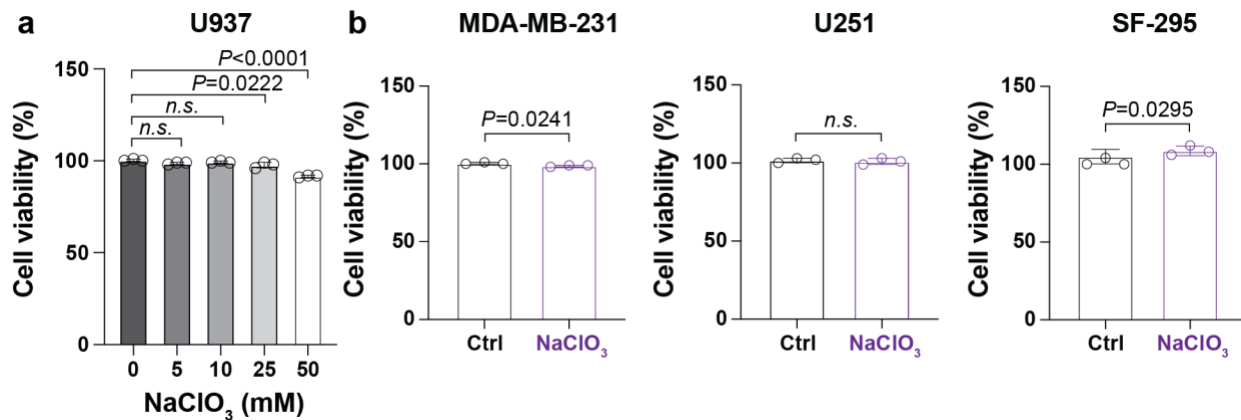 a
U937
P<0.0001
P=0.0222
n.s.
n.s.
Cell viability (%)
150
100
50
0
0 5 10 25 50
NaClO₃ (mM)
b
MDA-MB-231
P=0.0241
Cell viability (%)
150
100
50
0
Ctrl NaClO₃
U251
n.s.
Cell viability (%)
150
100
50
0
Ctrl NaClO₃
SF-295
P=0.0295
Cell viability (%)
150
100
50
0
Ctrl NaClO₃